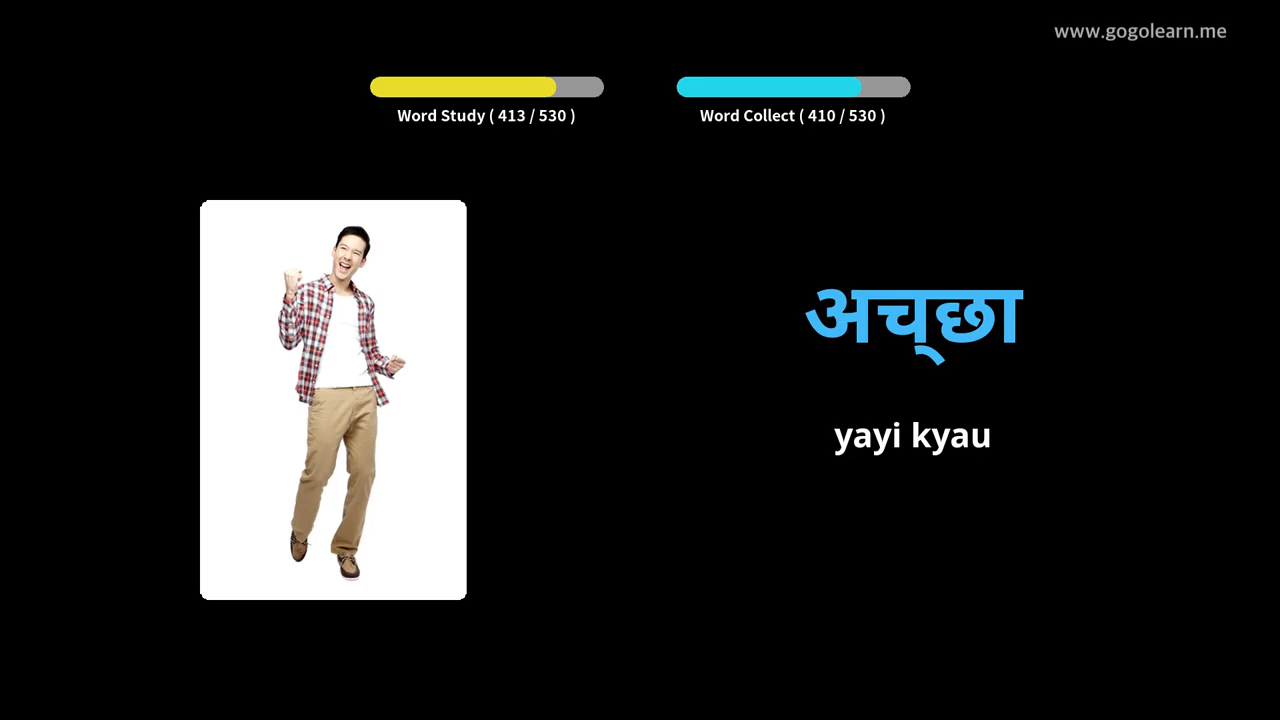 www.gogolearn.me
Word Study ( 413 / 530 )
Word Collect ( 410 / 530 )
अच्‌छा
yayi kyau